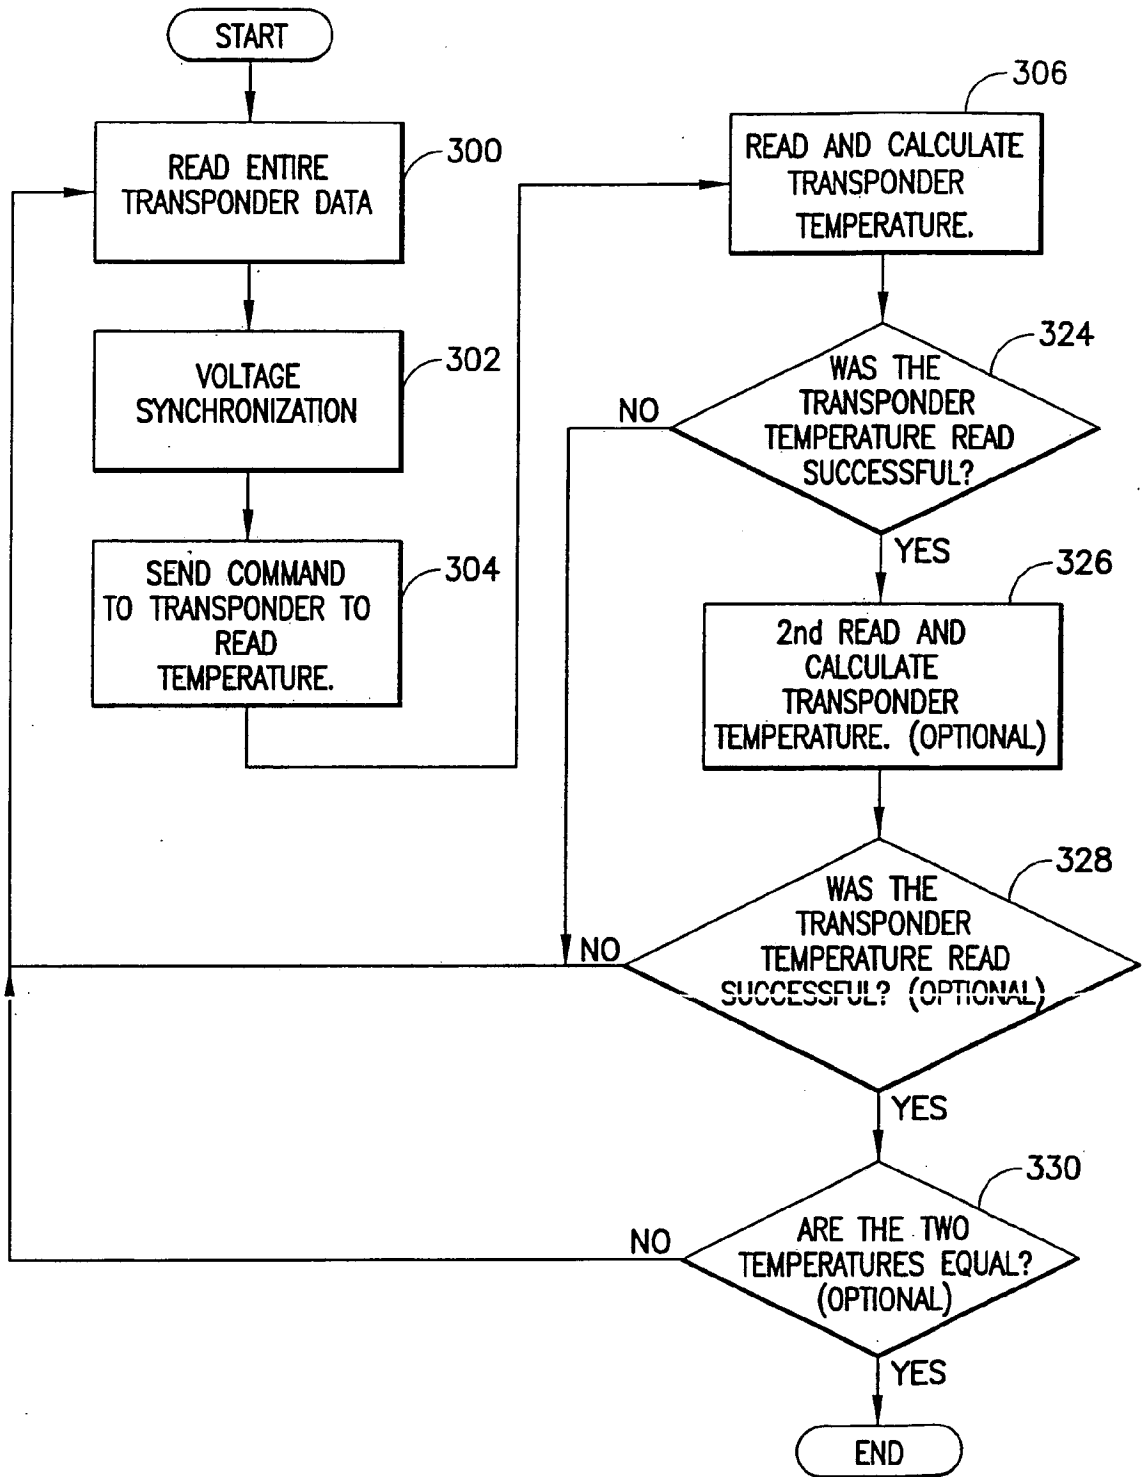 START
READ ENTIRE
TRANSPONDER DATA
300
VOLTAGE
SYNCHRONIZATION
302
SEND COMMAND
TO TRANSPONDER TO
READ
TEMPERATURE.
304
306
READ AND CALCULATE
TRANSPONDER
TEMPERATURE.
324
WAS THE
TRANSPONDER
TEMPERATURE READ
SUCCESSFUL?
NO
YES
326
2nd READ AND
CALCULATE
TRANSPONDER
TEMPERATURE. (OPTIONAL)
328
WAS THE
TRANSPONDER
TEMPERATURE READ
SUCCESSFUL? (OPTIONAL)
NO
YES
330
ARE THE TWO
TEMPERATURES EQUAL?
(OPTIONAL)
NO
YES
END